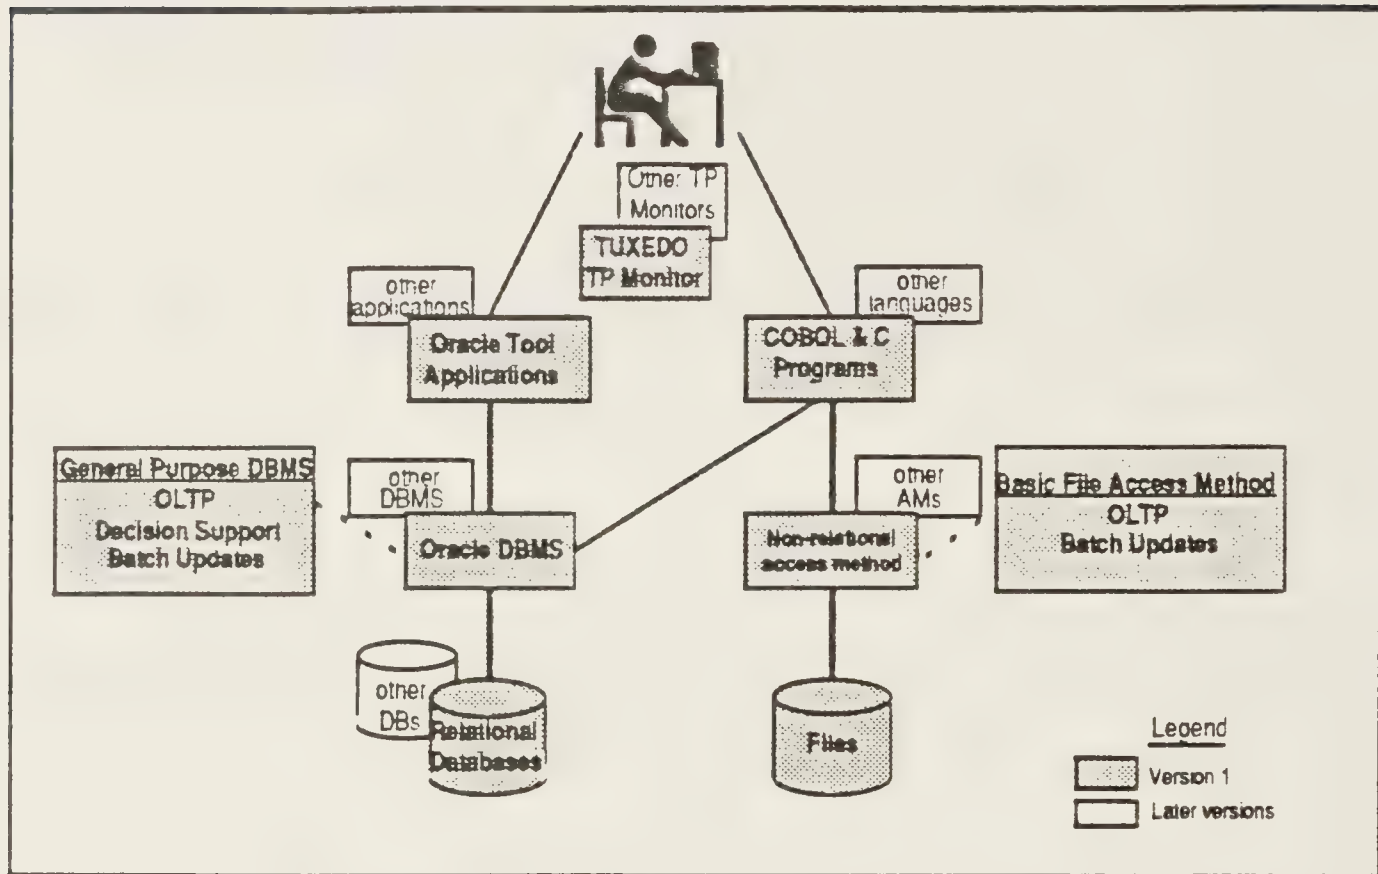 Other TP
Monitors
TUXEDO
TP Monitor
other
applications
Oracle Tool
Applications
other
languages
COBOL & C
Programs
General Purpose DBMS
OLTP
Decision Support
Batch Updates
other
DBMS
Oracle DBMS
other
AMs
Non-relational
access method
Basic File Access Method
OLTP
Batch Updates
other
DBs
Relational
Databases
Files
Legend
Version 1
Later versions